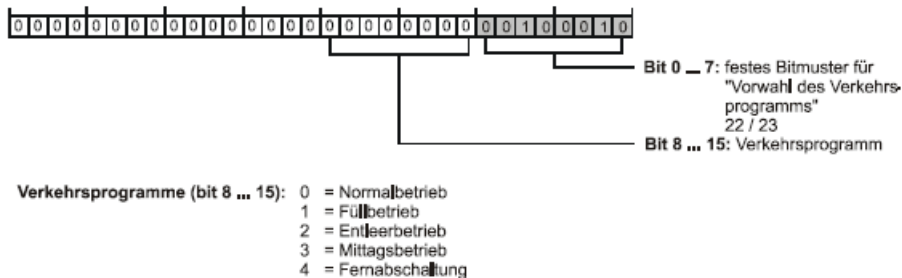 0 0 0 0 0 0 0 0 0 0 0 0 0 0 0 0 0 0 0 0 0 0 0 0 0 0 1 0 0 0 1 0
Bit 0 ... 7: festes Bitmuster für
"Vorwahl des Verkehrs-
programms"
22 / 23
Bit 8 ... 15: Verkehrsprogramm
Verkehrsprogramme (bit 8 ... 15): 0 = Normalbetrieb
1 = Füllbetrieb
2 = Entleerbetrieb
3 = Mittagsbetrieb
4 = Fernabschaltung